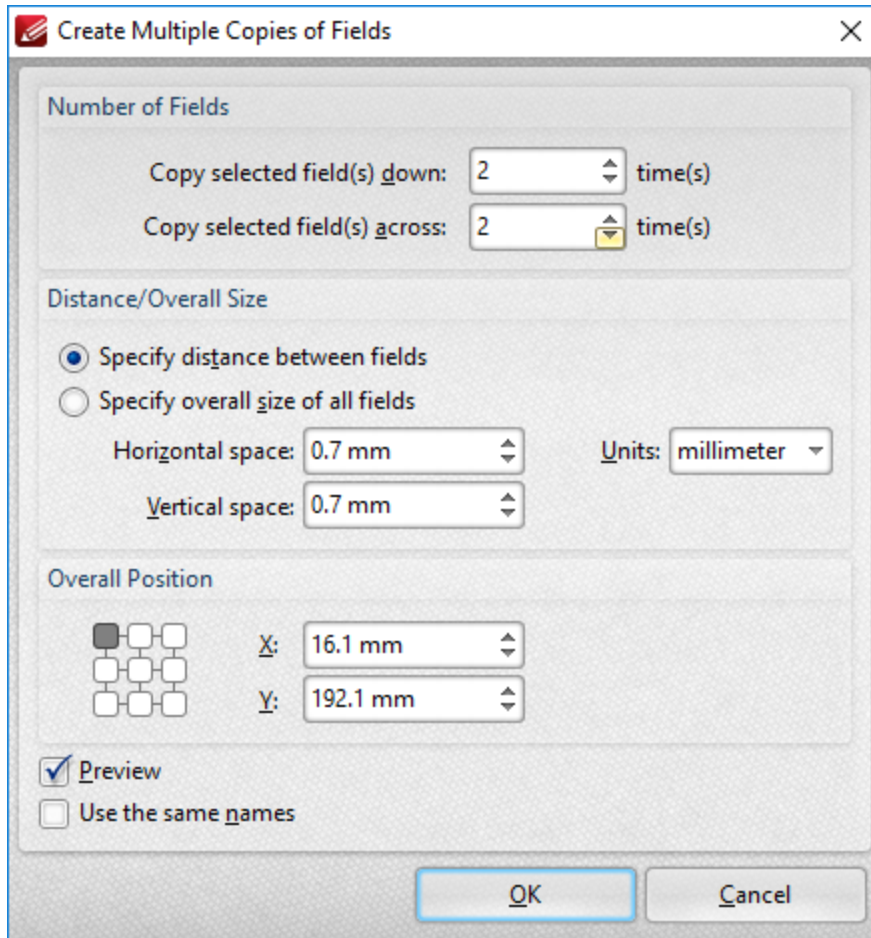 Create Multiple Copies of Fields
Number of Fields
Copy selected field(s) down: 2 time(s)
Copy selected field(s) across: 2 time(s)
Distance/Overall Size
Specify distance between fields
Specify overall size of all fields
Horizontal space: 0.7 mm Units: millimeter
Vertical space: 0.7 mm
Overall Position
X: 16.1 mm
Y: 192.1 mm
Preview
Use the same names
OK Cancel